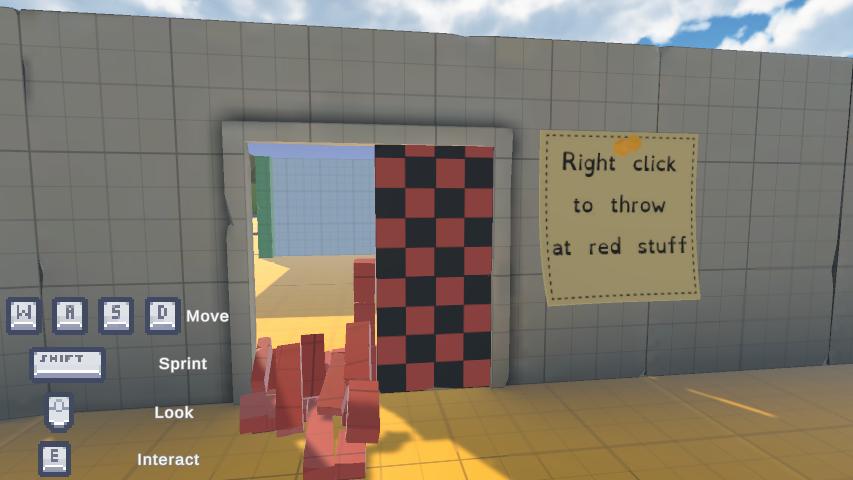 Right click
to throw
at red stuff
W A S D Move
SHIFT Sprint
Look
E Interact